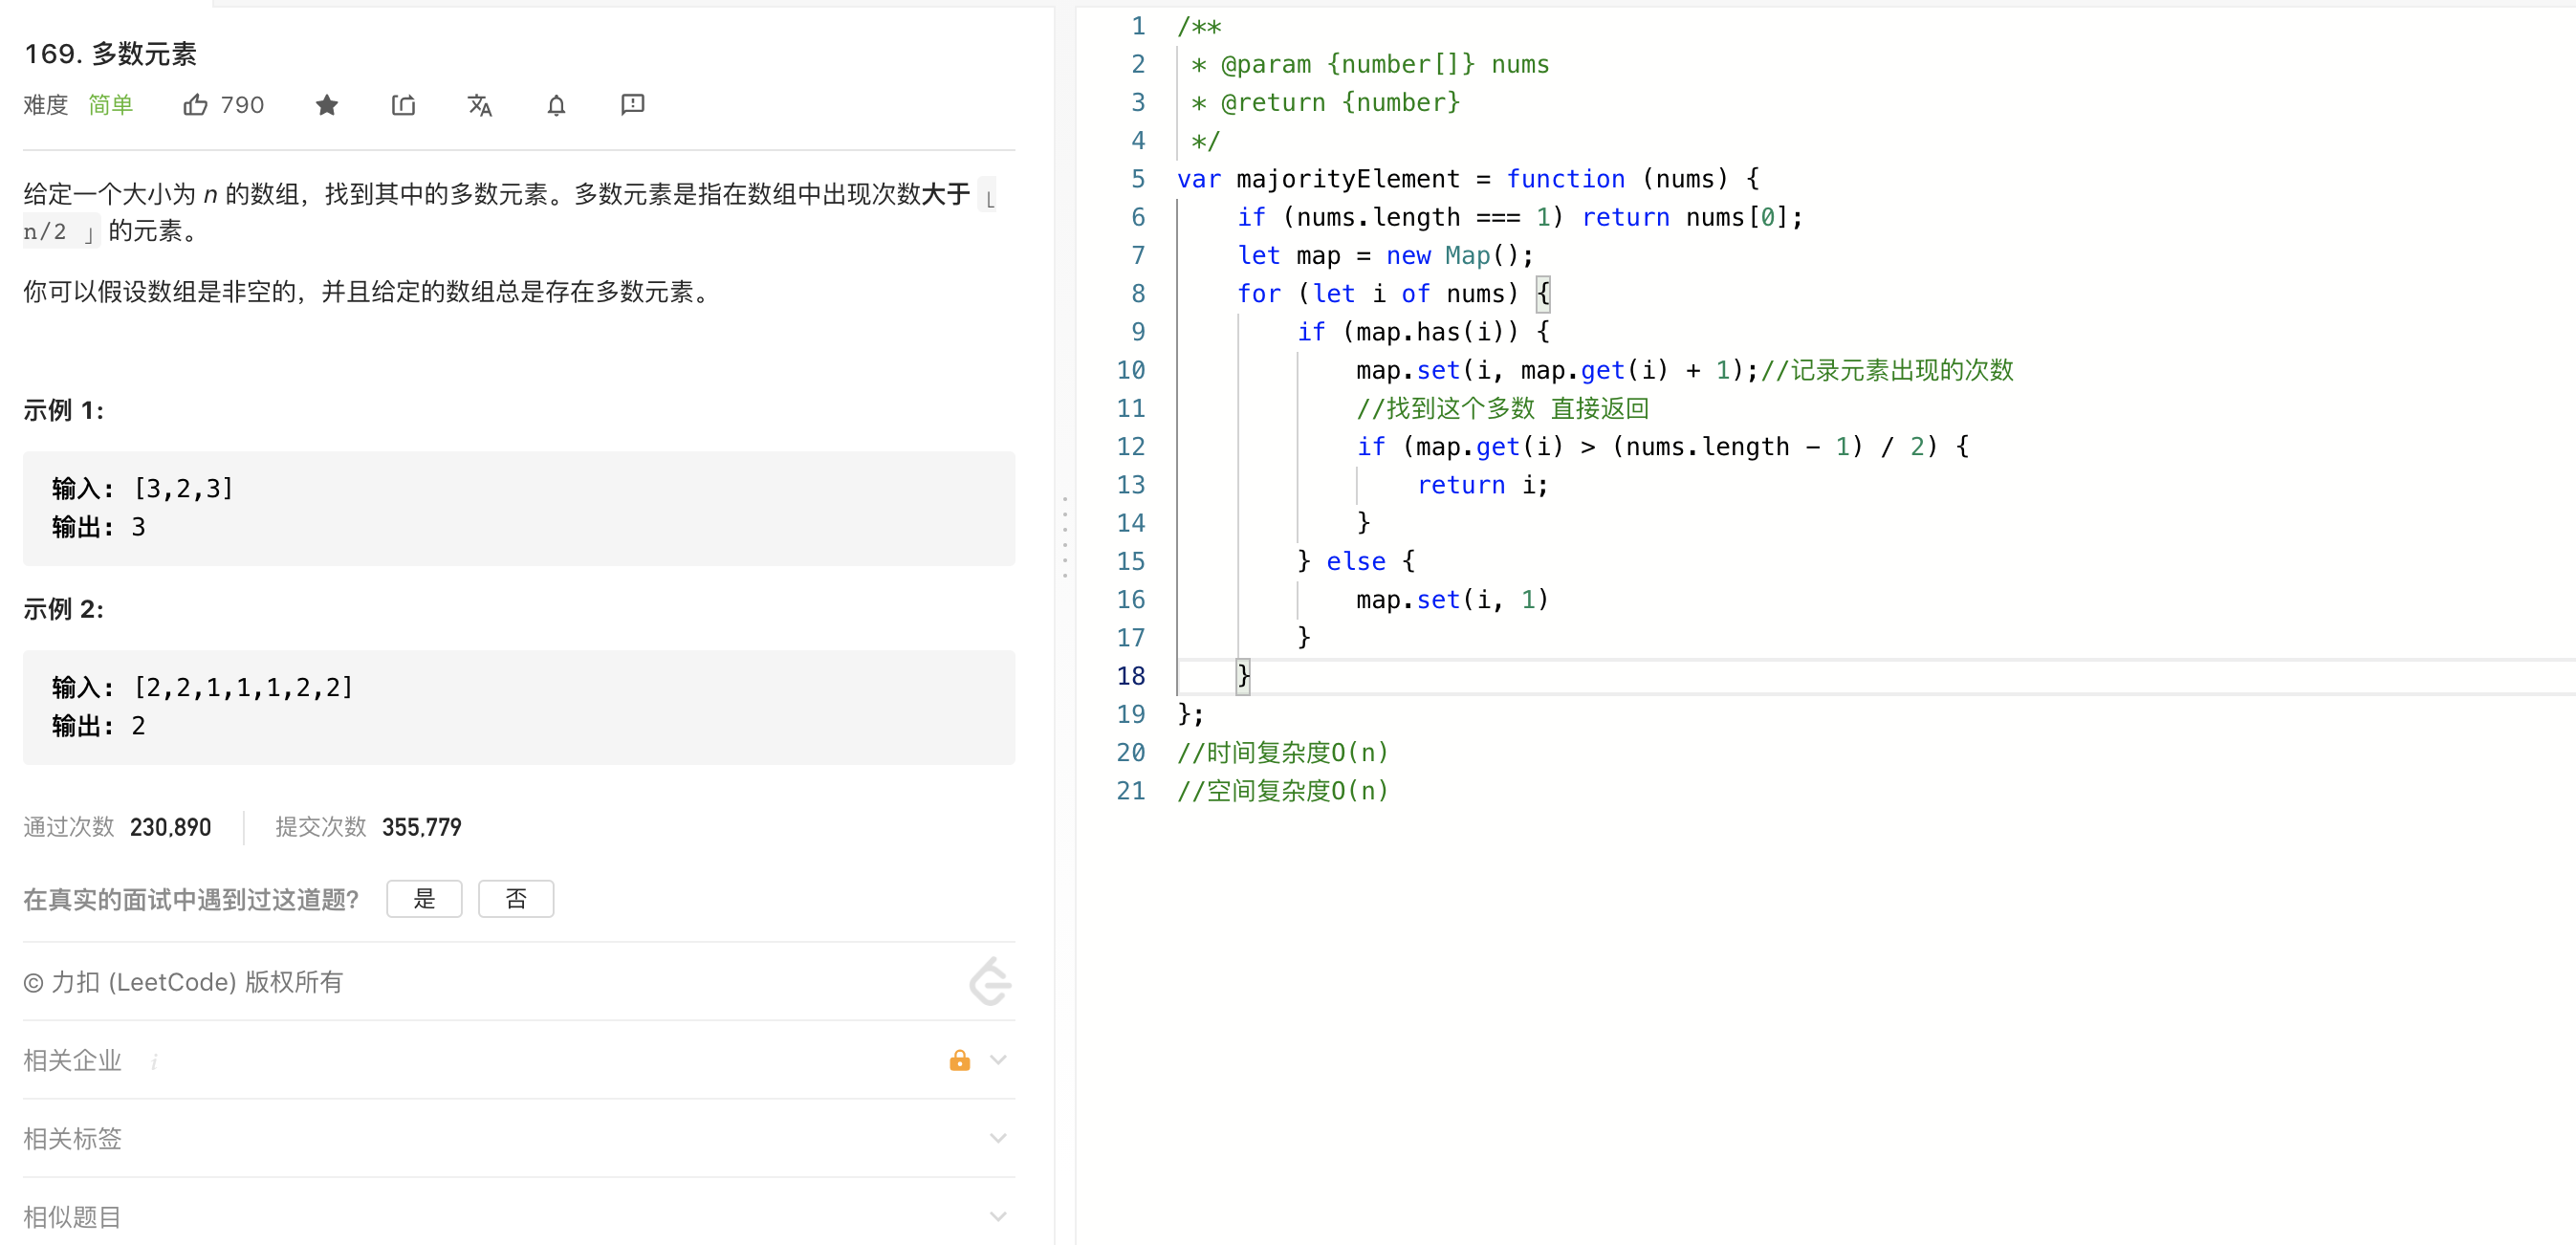 169. 多数元素
难度 简单 790
给定一个大小为 n 的数组，找到其中的多数元素。多数元素是指在数组中出现次数大于 ⌊
n/2 ⌋ 的元素。
你可以假设数组是非空的，并且给定的数组总是存在多数元素。
示例 1:
输入: [3,2,3]
输出: 3
示例 2:
输入: [2,2,1,1,1,2,2]
输出: 2
通过次数 230,890 提交次数 355,779
在真实的面试中遇到过这道题? 是 否
© 力扣 (LeetCode) 版权所有
相关企业 i
相关标签
相似题目
1 /**
2  * @param {number[]} nums
3  * @return {number}
4  */
5 var majorityElement = function (nums) {
6     if (nums.length === 1) return nums[0];
7     let map = new Map();
8     for (let i of nums) {
9         if (map.has(i)) {
10             map.set(i, map.get(i) + 1);//记录元素出现的次数
11             //找到这个多数 直接返回
12             if (map.get(i) > (nums.length - 1) / 2) {
13                 return i;
14             }
15         } else {
16             map.set(i, 1)
17         }
18     }
19 };
20 //时间复杂度O(n)
21 //空间复杂度O(n)